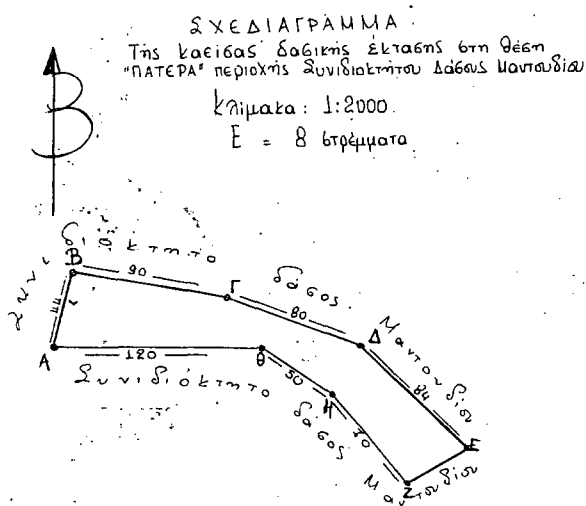 ΣΧΕΔΙΑΓΡΑΜΜΑ
Της καείσας δασικής έκτασης στη θέση
"ΠΑΤΕΡΑ" περιοχής Συνιδιοκτήτου Δάσους Μαντουδίου
Κλίμακα: 1:2000.
Ε = 8 στρέμματα
Β
Συνιδιόκτητο δάσος Μαντουδίου
Β
90
Γ
80
Δ
44
84
Α
120
Θ
50
Η
70
Ε
Ζ
Συνιδιόκτητο δάσος Μαντουδίου